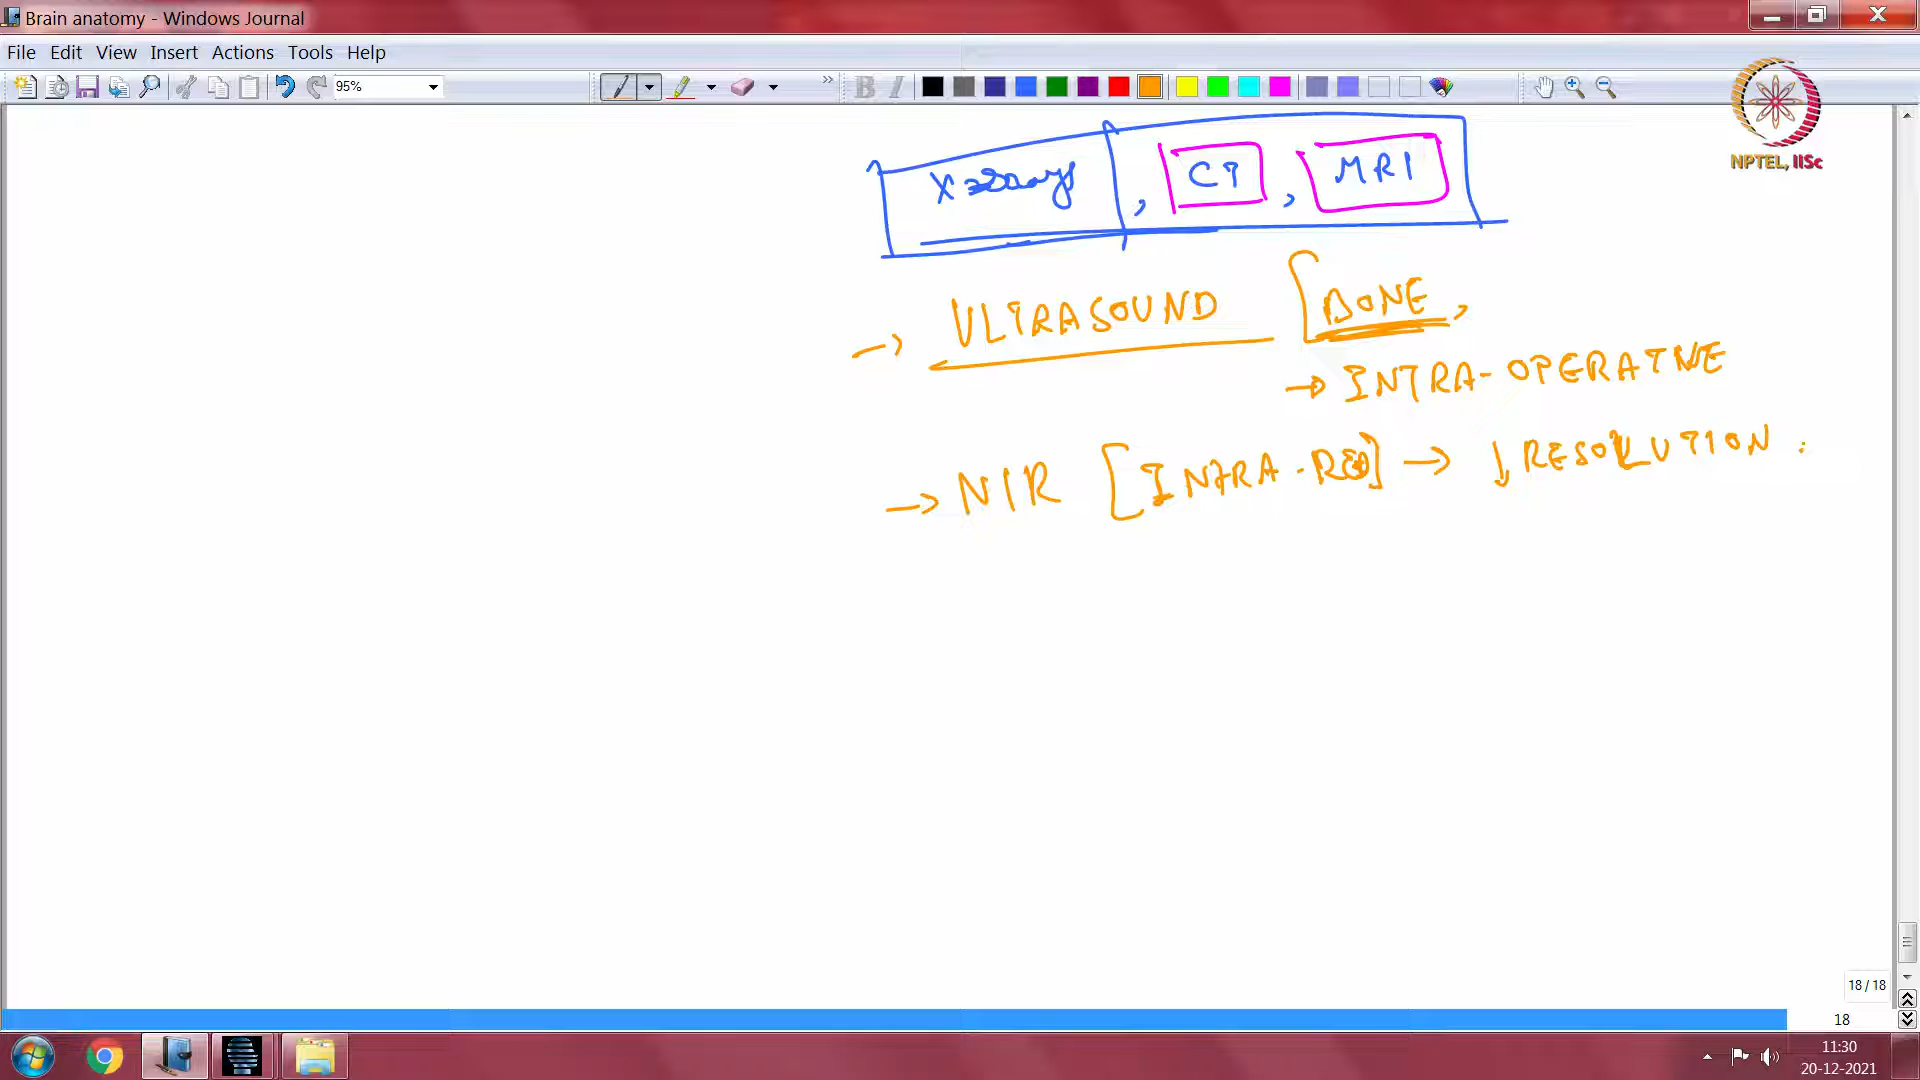 Brain anatomy - Windows Journal
File Edit View Insert Actions Tools Help
95%
NPTEL, IISc
X-rays, CT, MRI
→ ULTRASOUND [BONE,
→ INTRA-OPERATIVE
→ NIR [INFRA-RED] → ↓ RESOLUTION :
18 / 18
18
11:30
20-12-2021